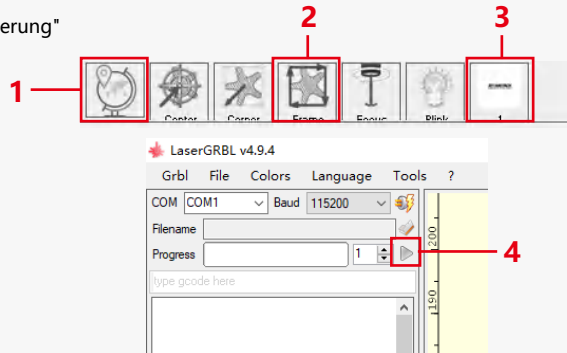 erung"
2 3
1
Center Corner Frame Focus Blink 1
LaserGRBL v4.9.4
Grbl File Colors Language Tools ?
COM COM1 Baud 115200
Filename
Progress 1
4
type gcode here
200
190